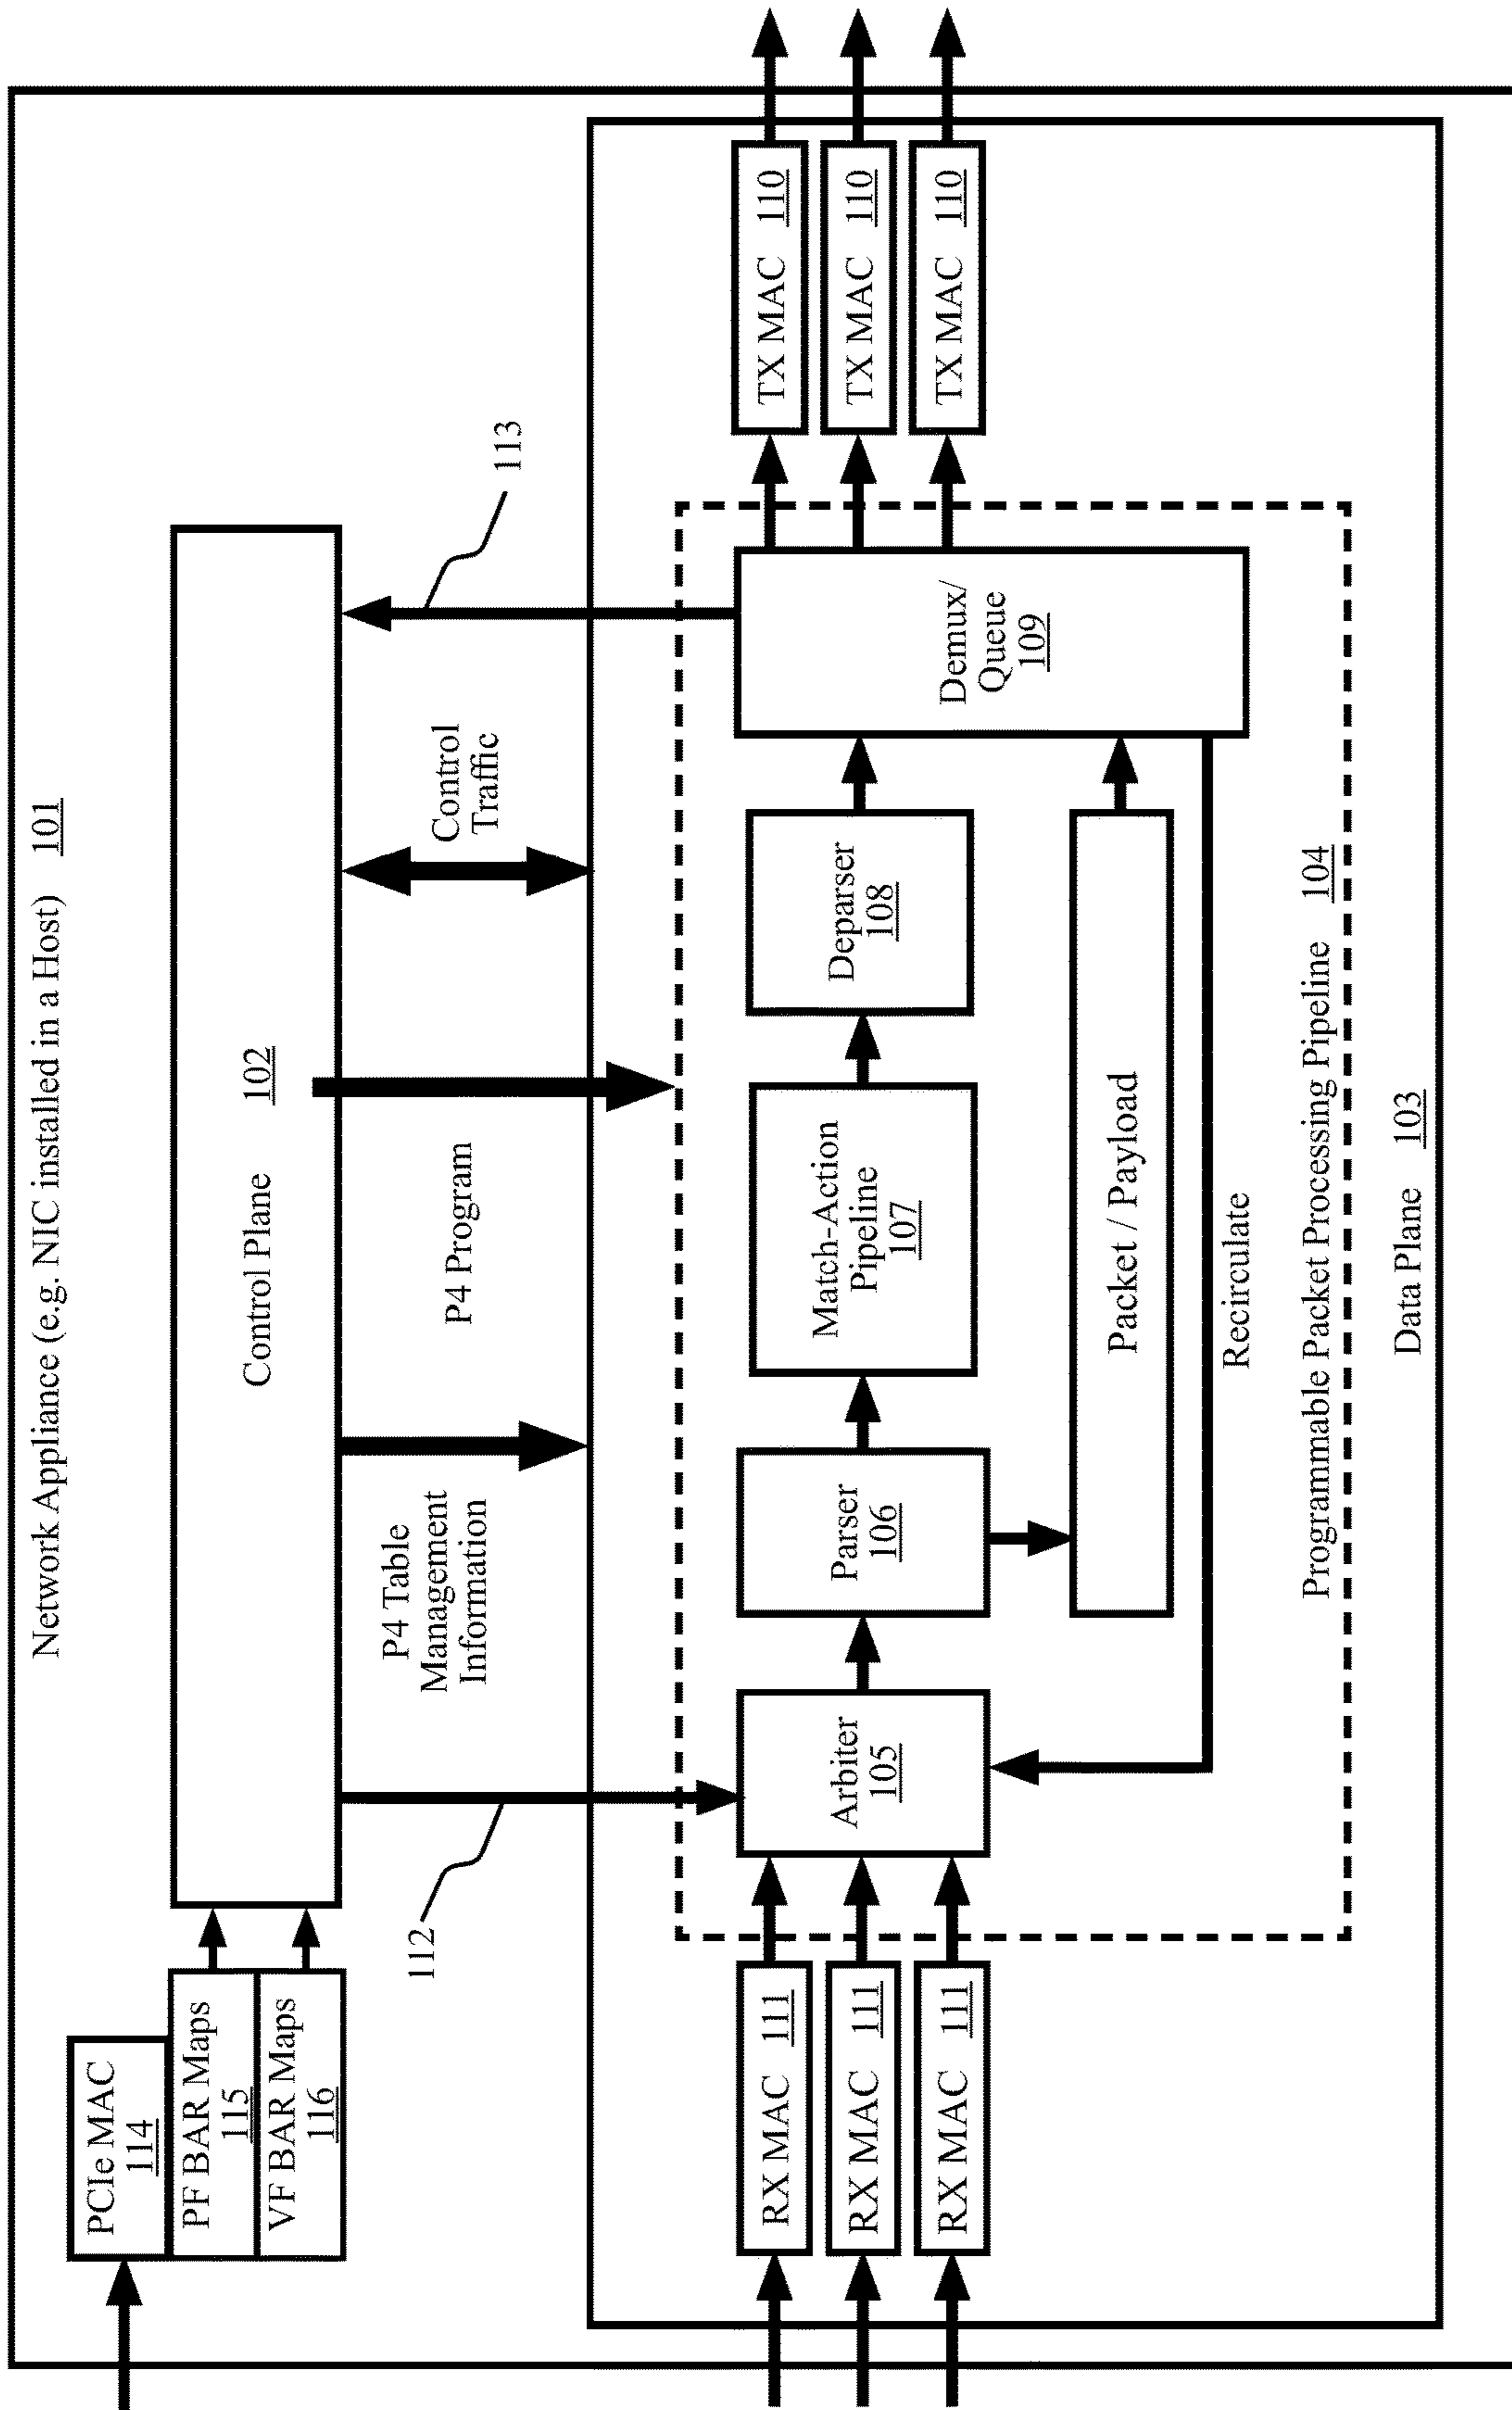 Network Appliance (e.g. NIC installed in a Host) 101
PCIe MAC
114
PF BAR Maps
115
VF BAR Maps
116
Control Plane 102
112
P4 Table
Management
Information
P4 Program
Control
Traffic
113
RX MAC 111
RX MAC 111
RX MAC 111
Arbiter
105
Parser
106
Match-Action
Pipeline
107
Deparser
108
Demux/
Queue
109
TX MAC 110
TX MAC 110
TX MAC 110
Packet / Payload
Recirculate
Programmable Packet Processing Pipeline 104
Data Plane 103